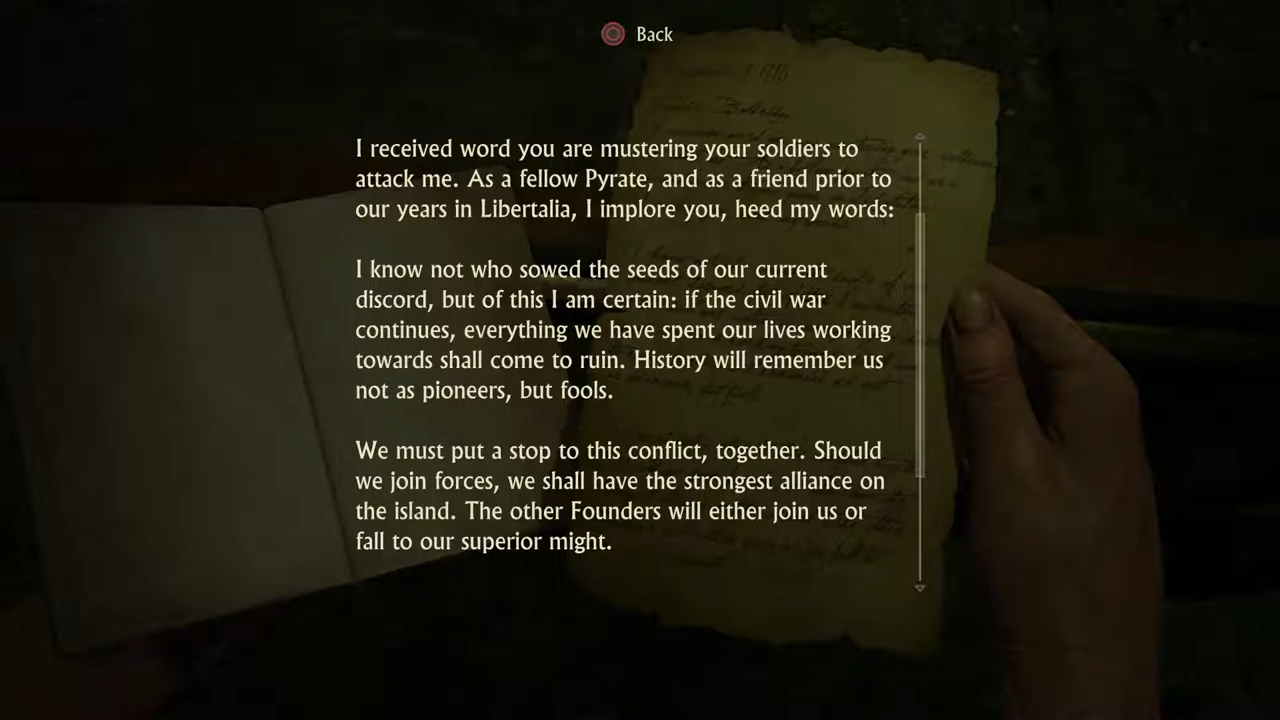 Back
I received word you are mustering your soldiers to
attack me. As a fellow Pyrate, and as a friend prior to
our years in Libertalia, I implore you, heed my words:
I know not who sowed the seeds of our current
discord, but of this I am certain: if the civil war
continues, everything we have spent our lives working
towards shall come to ruin. History will remember us
not as pioneers, but fools.
We must put a stop to this conflict, together. Should
we join forces, we shall have the strongest alliance on
the island. The other Founders will either join us or
fall to our superior might.